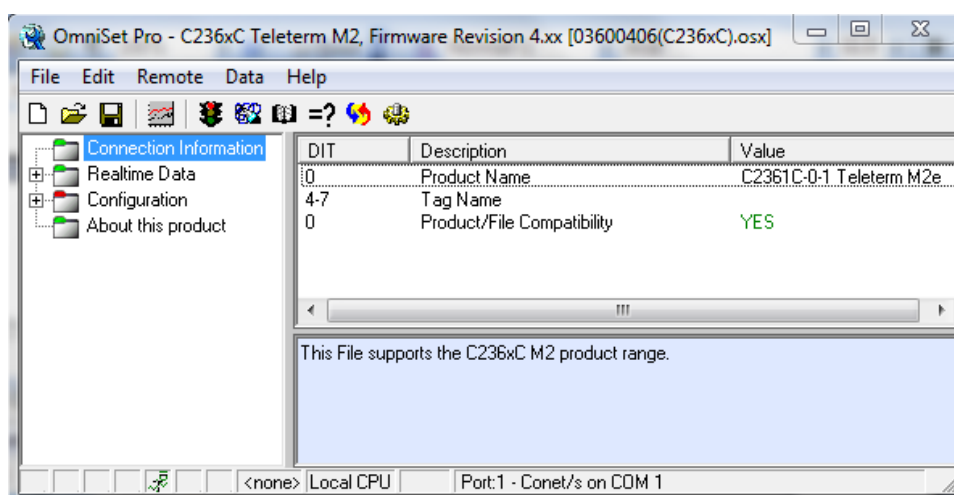 OmniSet Pro - C236xC Teleterm M2, Firmware Revision 4.xx [03600406(C236xC).osx]
File Edit Remote Data Help
=?
Connection Information
Realtime Data
Configuration
About this product
DIT Description Value
0 Product Name C2361C-0-1 Teleterm M2e
4-7 Tag Name
0 Product/File Compatibility YES
This File supports the C236xC M2 product range.
<none> Local CPU Port:1 - Conet/s on COM 1